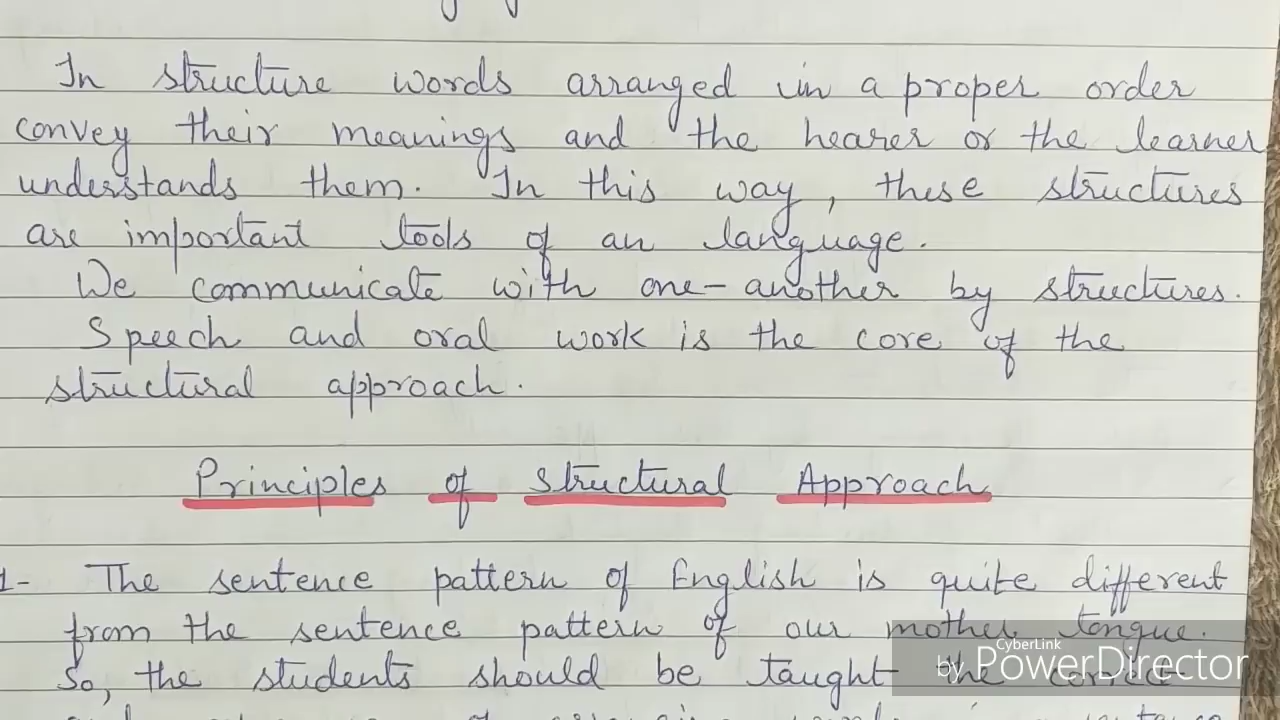 In structure words arranged in a proper order
convey their meanings and the hearer or the learner
understands them. In this way, these structures
are important tools of an language.
We communicate with one-another by structures.
Speech and oral work is the core of the
structural approach.
Principles of Structural Approach
1- The sentence pattern of English is quite different
from the sentence pattern of our mother tongue.
So, the students should be taught the correct
CyberLink
by PowerDirector